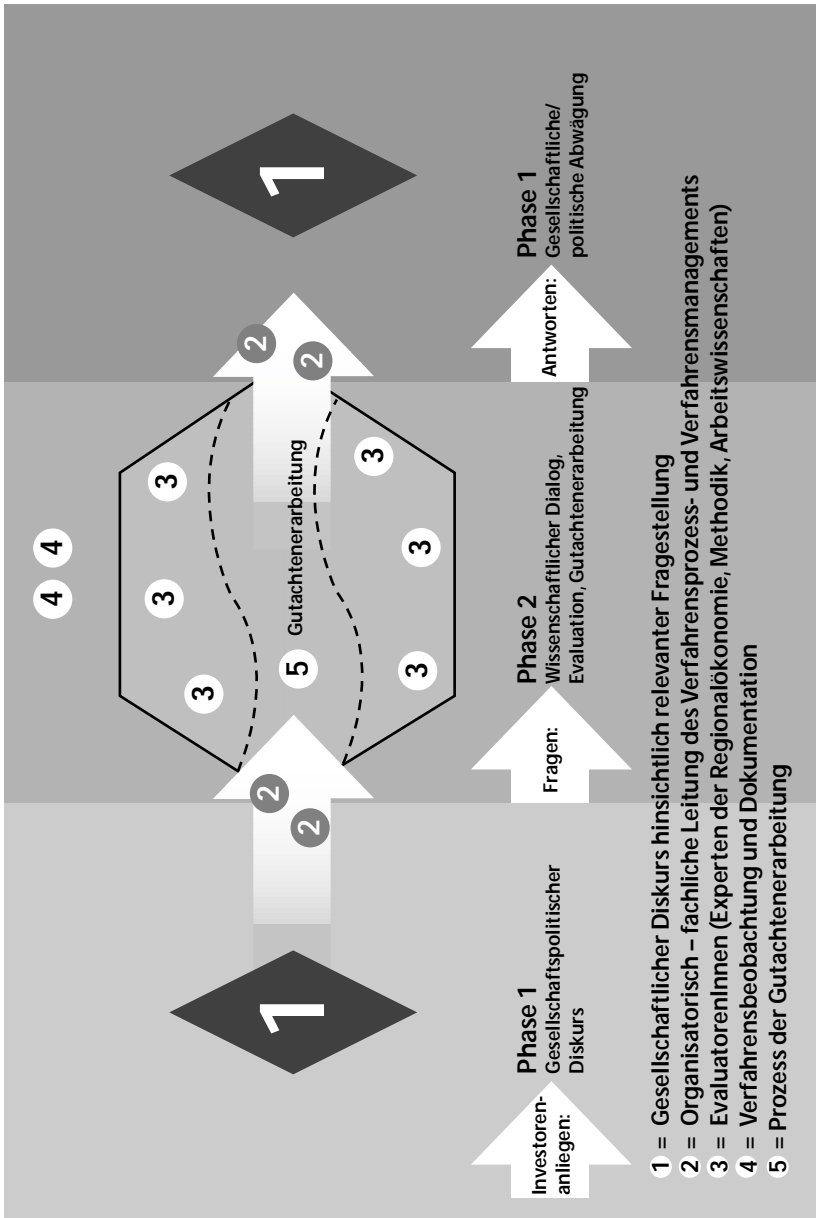 4 4
3 3 3
1
2
2
5
Gutachtenerarbeitung
2
2
1
3 3 3
Investoren-
anliegen:
Phase 1
Gesellschaftspolitischer
Diskurs
Fragen:
Phase 2
Wissenschaftlicher Dialog,
Evaluation, Gutachtenerarbeitung
Antworten:
Phase 1
Gesellschaftliche/
politische Abwägung
1 = Gesellschaftlicher Diskurs hinsichtlich relevanter Fragestellung
2 = Organisatorisch – fachliche Leitung des Verfahrensprozess- und Verfahrensmanagements
3 = EvaluatorenInnen (Experten der Regionalökonomie, Methodik, Arbeitswissenschaften)
4 = Verfahrensbeobachtung und Dokumentation
5 = Prozess der Gutachtenerarbeitung